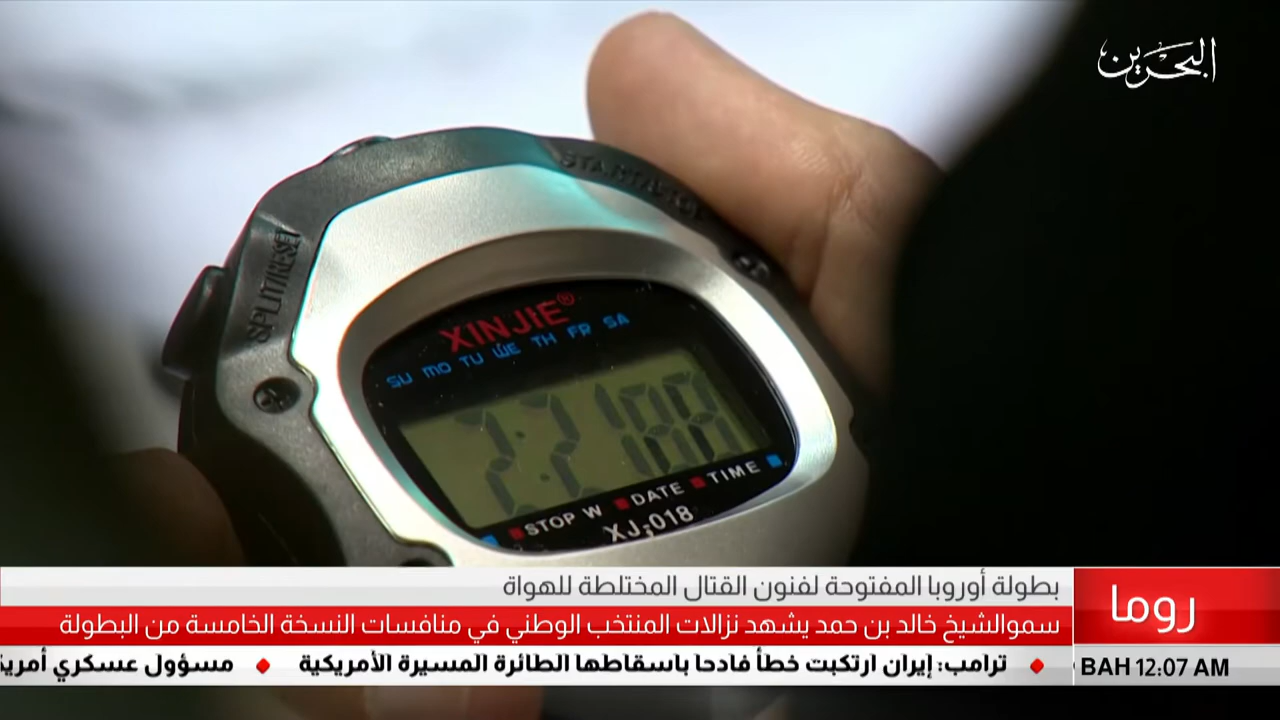 البحرين
START/STOP
SPLIT/RESET
XINJIE®
SU MO TU WE TH FR SA
STOP W DATE TIME
XJ-018
بطولة أوروبا المفتوحة لفنون القتال المختلطة للهواة
روما
سموالشيخ خالد بن حمد يشهد نزالات المنتخب الوطني في منافسات النسخة الخامسة من البطولة
ترامب: إيران ارتكبت خطأ فادحا باسقاطها الطائرة المسيرة الأمريكية
مسؤول عسكري
BAH 12:07 AM